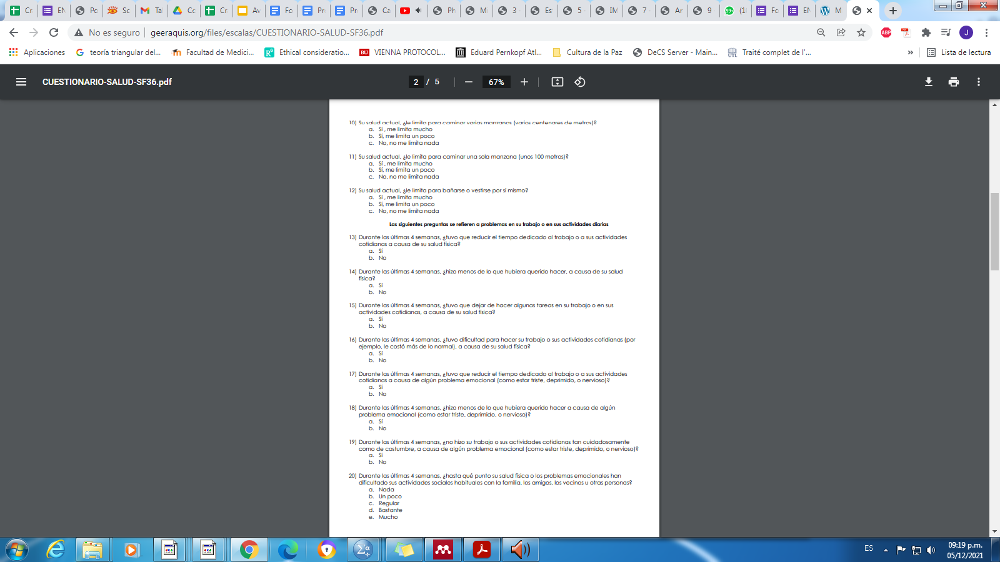 Cr
EN
Po
Sc
Tal
Cc
Cr
Av
Fo
Pr
Pr
Ca
Ph
Mi
3 -
Es
5 -
IM
7 -
Ar
9 -
99+
(1
Fc
EN
M
No es seguro
geeraquis.org/files/escalas/CUESTIONARIO-SALUD-SF36.pdf
ABP
J
Aplicaciones
teoría triangular del...
Facultad de Medici...
Ethical consideratio...
VIENNA PROTOCOL...
Eduard Pernkopf Atl...
Cultura de la Paz
DeCS Server - Main...
Traité complet de l'...
»
Lista de lectura
CUESTIONARIO-SALUD-SF36.pdf
2 / 5
67%
10) Su salud actual, ¿le limita para caminar varias manzanas (varios centenares de metros)?
a. Sí , me limita mucho
b. Sí, me limita un poco
c. No, no me limita nada
11) Su salud actual, ¿le limita para caminar una sola manzana (unos 100 metros)?
a. Sí , me limita mucho
b. Sí, me limita un poco
c. No, no me limita nada
12) Su salud actual, ¿le limita para bañarse o vestirse por sí mismo?
a. Sí , me limita mucho
b. Sí, me limita un poco
c. No, no me limita nada
Las siguientes preguntas se refieren a problemas en su trabajo o en sus actividades diarias
13) Durante las últimas 4 semanas, ¿tuvo que reducir el tiempo dedicado al trabajo o a sus actividades
cotidianas a causa de su salud física?
a. Sí
b. No
14) Durante las últimas 4 semanas, ¿hizo menos de lo que hubiera querido hacer, a causa de su salud
física?
a. Sí
b. No
15) Durante las últimas 4 semanas, ¿tuvo que dejar de hacer algunas tareas en su trabajo o en sus
actividades cotidianas, a causa de su salud física?
a. Sí
b. No
16) Durante las últimas 4 semanas, ¿tuvo dificultad para hacer su trabajo o sus actividades cotidianas (por
ejemplo, le costó más de lo normal), a causa de su salud física?
a. Sí
b. No
17) Durante las últimas 4 semanas, ¿tuvo que reducir el tiempo dedicado al trabajo o a sus actividades
cotidianas a causa de algún problema emocional (como estar triste, deprimido, o nervioso)?
a. Sí
b. No
18) Durante las últimas 4 semanas, ¿hizo menos de lo que hubiera querido hacer a causa de algún
problema emocional (como estar triste, deprimido, o nervioso)?
a. Sí
b. No
19) Durante las últimas 4 semanas, ¿no hizo su trabajo o sus actividades cotidianas tan cuidadosamente
como de costumbre, a causa de algún problema emocional (como estar triste, deprimido, o nervioso)?
a. Sí
b. No
20) Durante las últimas 4 semanas, ¿hasta qué punto su salud física o los problemas emocionales han
dificultado sus actividades sociales habituales con la familia, los amigos, los vecinos u otras personas?
a. Nada
b. Un poco
c. Regular
d. Bastante
e. Mucho
ES
09:19 p.m.
05/12/2021